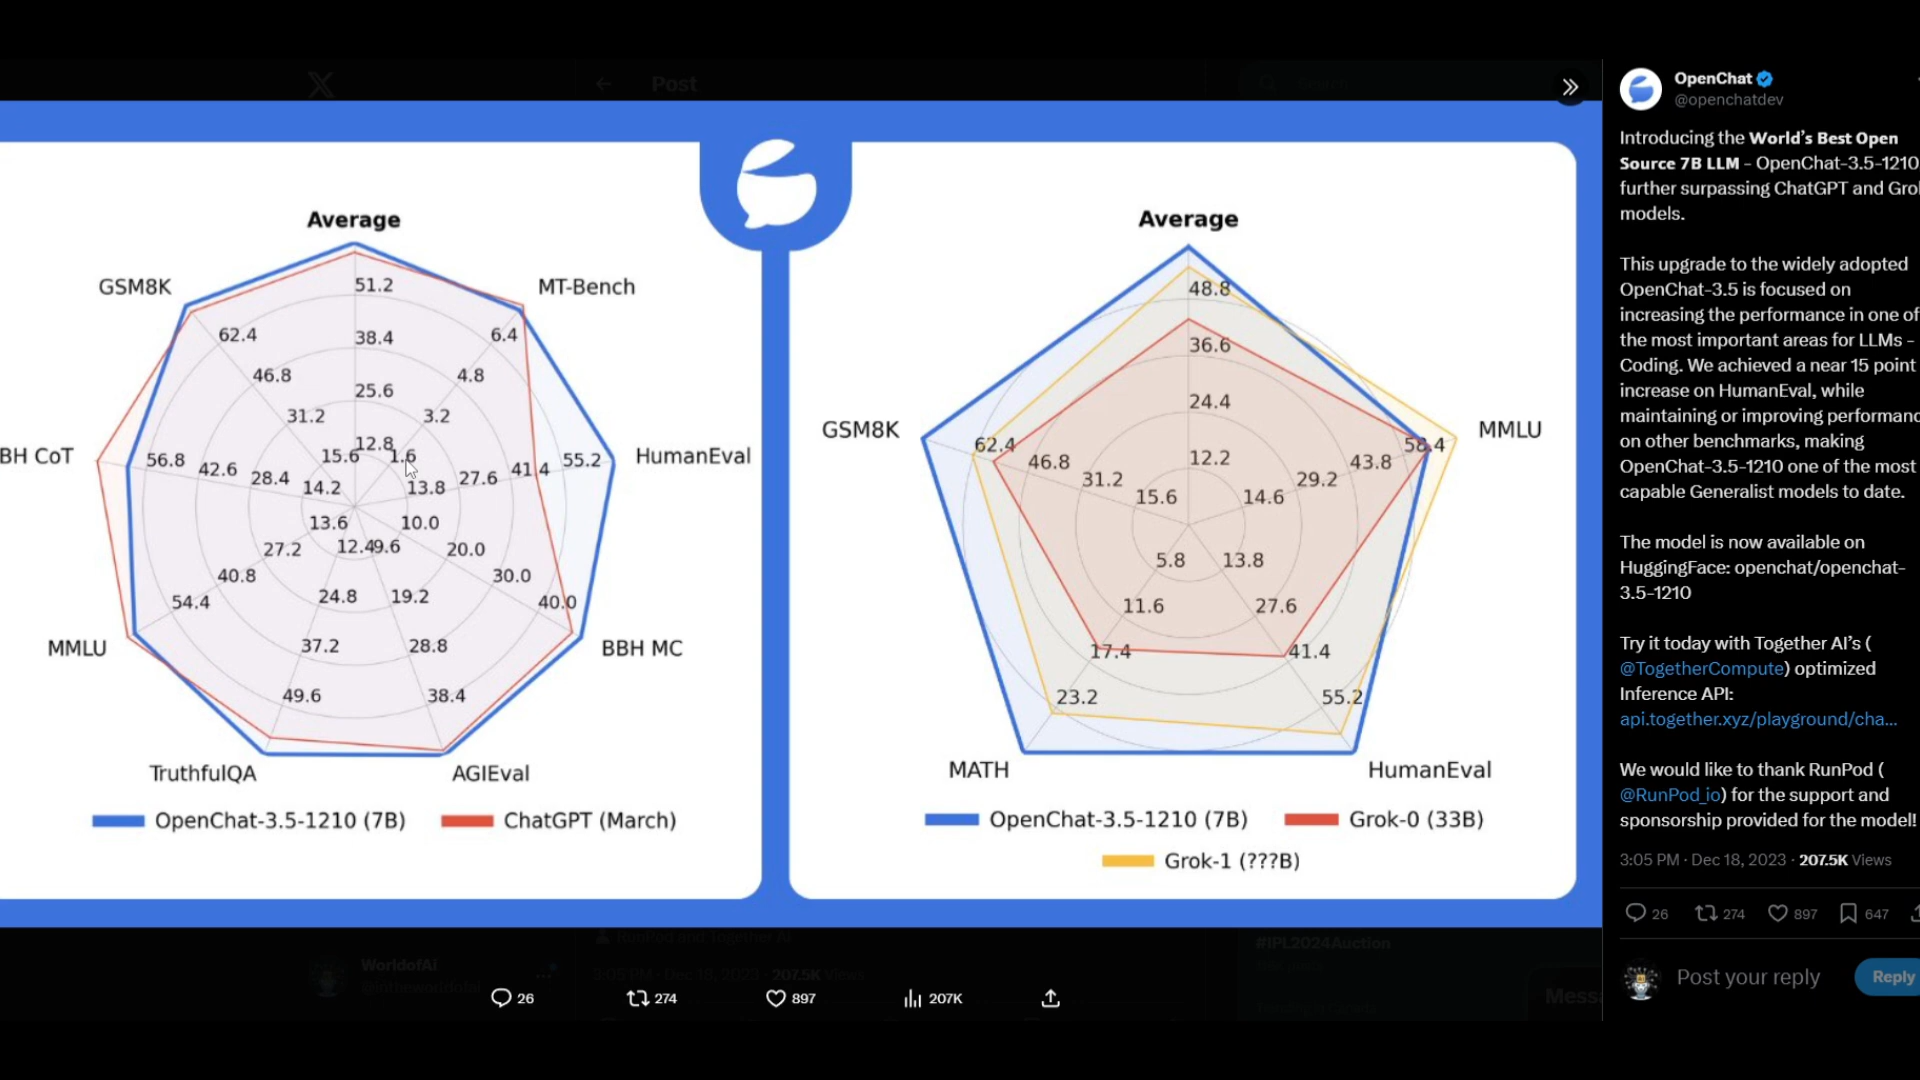 Post
Average
GSM8K
MT-Bench
51.2
62.4
6.4
38.4
46.8
4.8
25.6
31.2
3.2
12.8
BH CoT
15.6
1.6
HumanEval
56.8
42.6
28.4
14.2
13.8
27.6
41.4
55.2
13.6
10.0
27.2
12.4
9.6
20.0
40.8
30.0
54.4
24.8
19.2
40.0
MMLU
37.2
28.8
BBH MC
49.6
38.4
TruthfulQA
AGIEval
OpenChat-3.5-1210 (7B)
ChatGPT (March)
Average
48.8
36.6
24.4
GSM8K
MMLU
62.4
46.8
31.2
15.6
12.2
14.6
29.2
43.8
58.4
5.8
13.8
11.6
27.6
17.4
41.4
23.2
55.2
MATH
HumanEval
OpenChat-3.5-1210 (7B)
Grok-0 (33B)
Grok-1 (???B)
OpenChat
@openchatdev
Introducing the World's Best Open
Source 7B LLM - OpenChat-3.5-1210
further surpassing ChatGPT and Gro
models.
This upgrade to the widely adopted
OpenChat-3.5 is focused on
increasing the performance in one of
the most important areas for LLMs -
Coding. We achieved a near 15 point
increase on HumanEval, while
maintaining or improving performanc
on other benchmarks, making
OpenChat-3.5-1210 one of the most
capable Generalist models to date.
The model is now available on
HuggingFace: openchat/openchat-
3.5-1210
Try it today with Together AI's (
@TogetherCompute) optimized
Inference API:
api.together.xyz/playground/cha...
We would like to thank RunPod (
@RunPod_io) for the support and
sponsorship provided for the model!
3:05 PM · Dec 18, 2023 · 207.5K Views
26 274 897 647
Post your reply
Reply
#IPL2024Auction
WorldofAI
3:05 PM · Dec 18, 2023 · 207.5K Views
26 274 897 207K